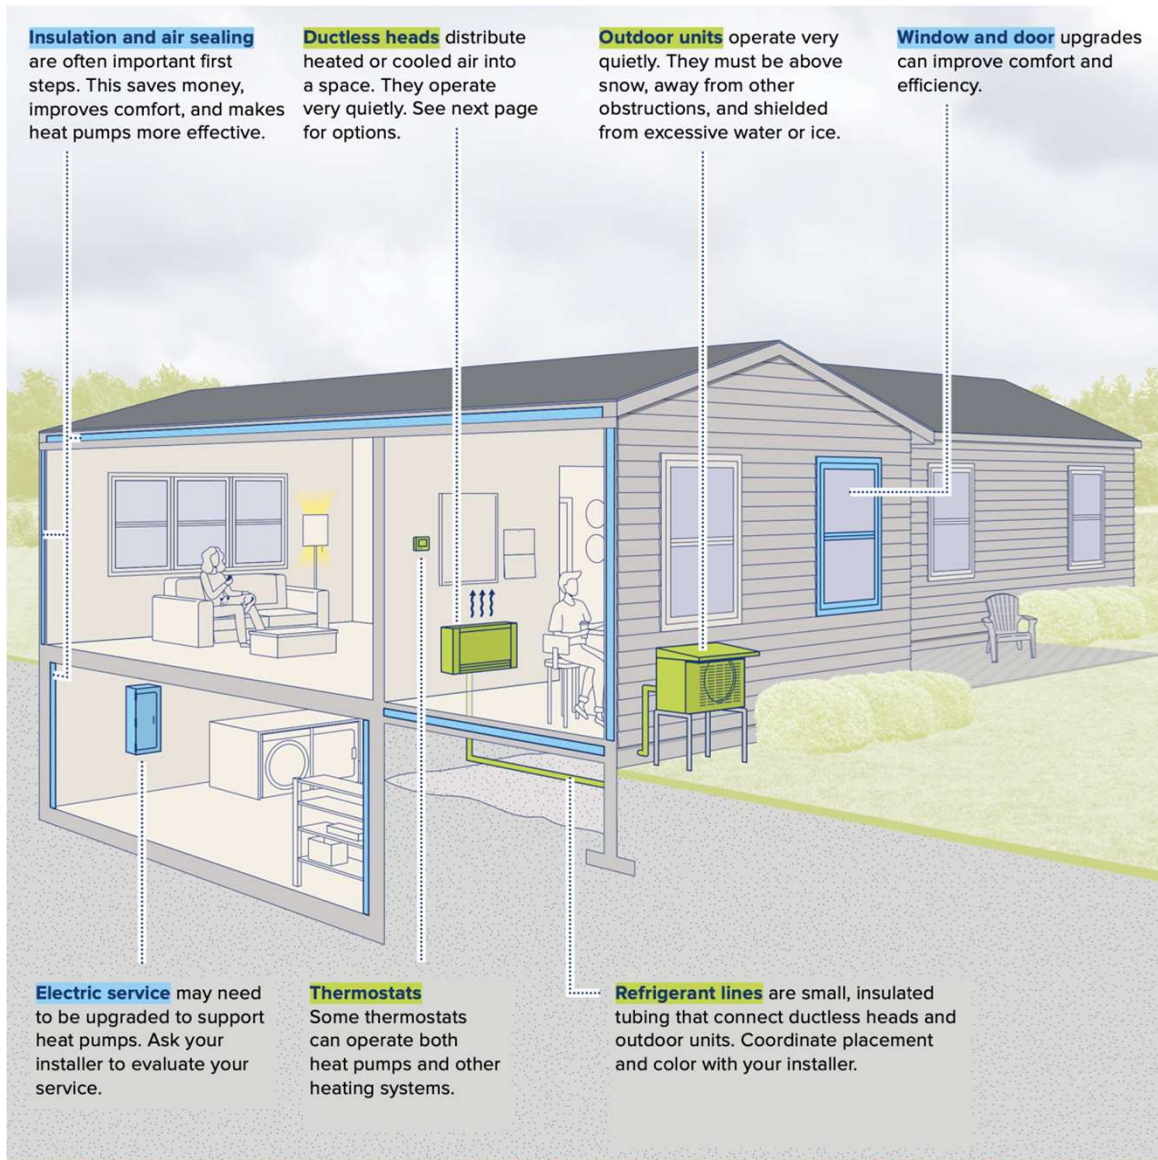 Insulation and air sealing
are often important first
steps. This saves money,
improves comfort, and makes
heat pumps more effective.
Ductless heads distribute
heated or cooled air into
a space. They operate
very quietly. See next page
for options.
Outdoor units operate very
quietly. They must be above
snow, away from other
obstructions, and shielded
from excessive water or ice.
Window and door upgrades
can improve comfort and
efficiency.
Electric service may need
to be upgraded to support
heat pumps. Ask your
installer to evaluate your
service.
Thermostats
Some thermostats
can operate both
heat pumps and other
heating systems.
Refrigerant lines are small, insulated
tubing that connect ductless heads and
outdoor units. Coordinate placement
and color with your installer.